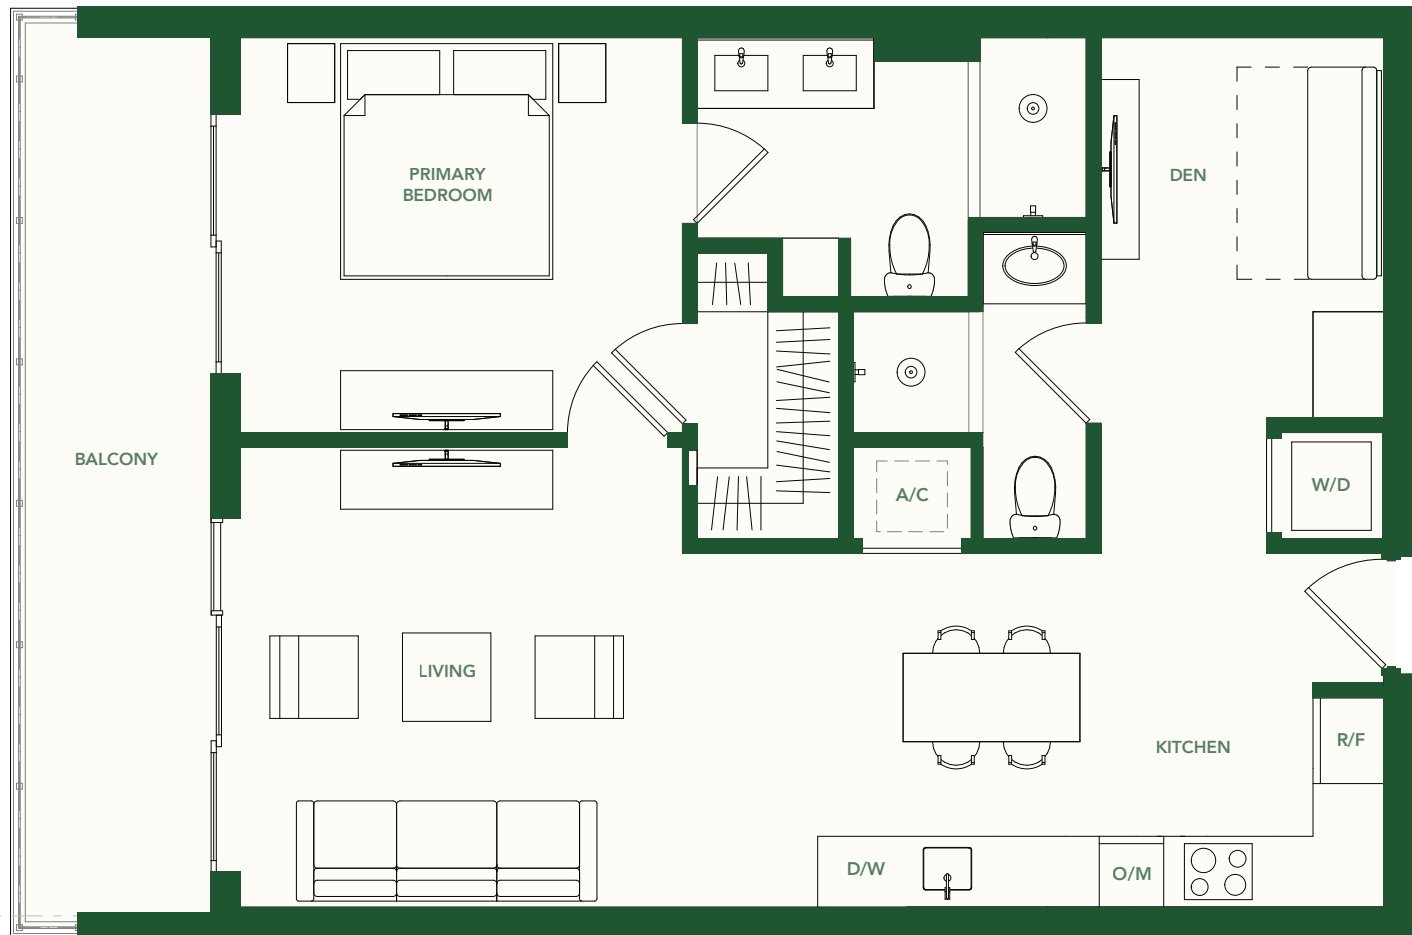 PRIMARY
BEDROOM
DEN
BALCONY
A/C
W/D
LIVING
KITCHEN
R/F
D/W
O/M